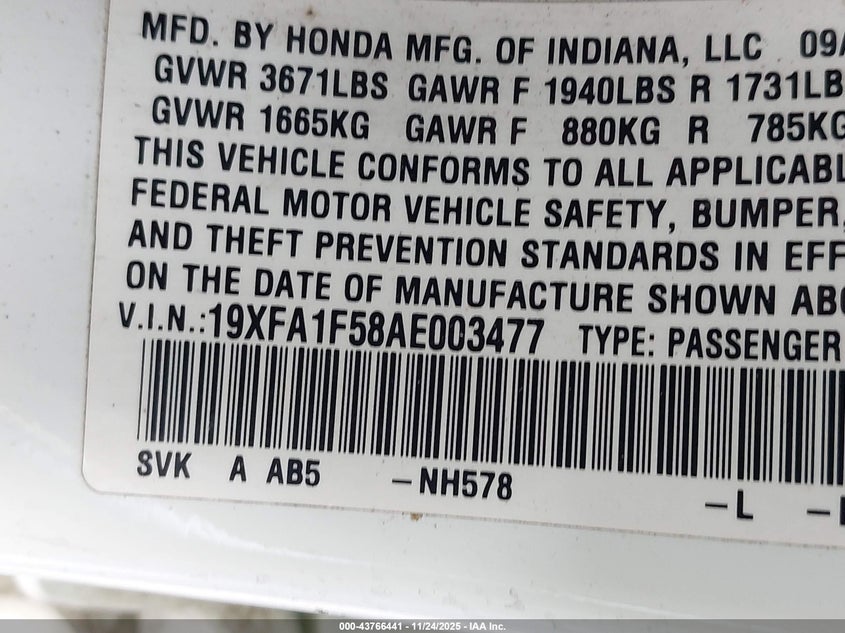 MFD. BY HONDA MFG. OF INDIANA, LLC 09/
GVWR 3671LBS GAWR F 1940LBS R 1731LB
GVWR 1665KG GAWR F 880KG R 785KG
THIS VEHICLE CONFORMS TO ALL APPLICABL
FEDERAL MOTOR VEHICLE SAFETY, BUMPER,
AND THEFT PREVENTION STANDARDS IN EFF
ON THE DATE OF MANUFACTURE SHOWN ABO
V.I.N.:19XFA1F58AE003477 TYPE: PASSENGER
SVK A AB5 -NH578 -L -
000-43766441 - 11/24/2025 - IAA Inc.